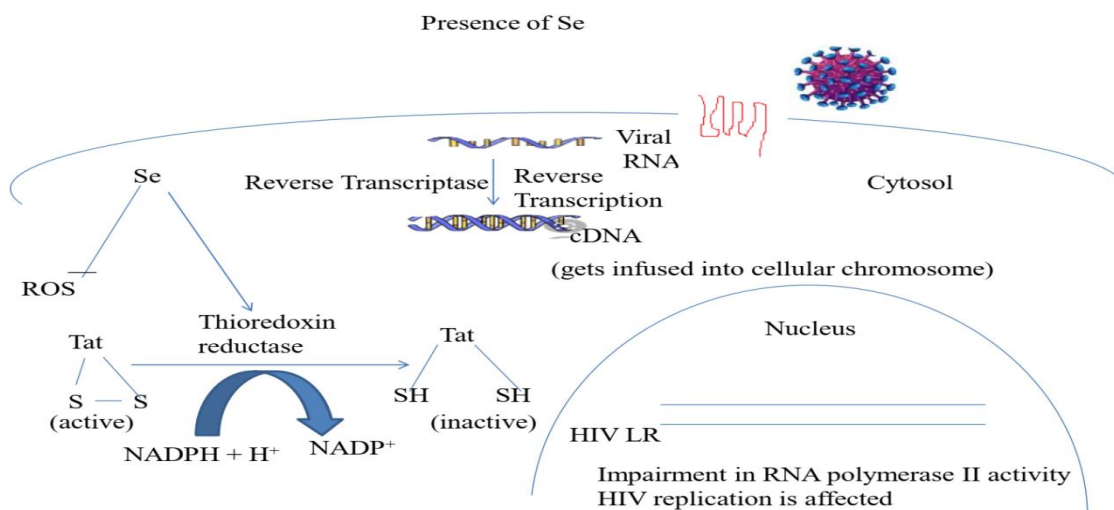 Presence of Se
Viral
RNA
Se
Reverse Transcriptase
Reverse
Transcription
Cytosol
cDNA
(gets infused into cellular chromosome)
ROS
Thioredoxin
reductase
Nucleus
Tat
Tat
S
S
SH
SH
(active)
(inactive)
NADPH + H⁺
NADP⁺
HIV LR
Impairment in RNA polymerase II activity
HIV replication is affected